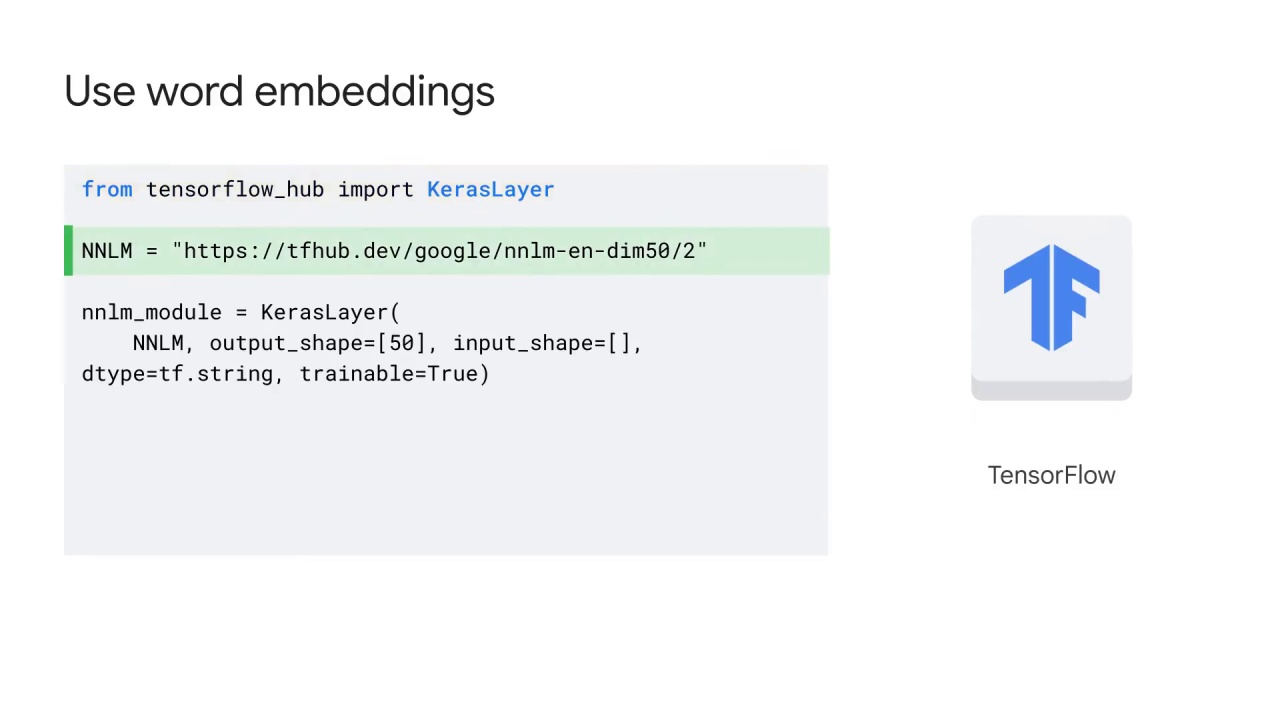 Use word embeddings
from tensorflow_hub import KerasLayer
NNLM = "https://tfhub.dev/google/nnlm-en-dim50/2"
nnlm_module = KerasLayer(
    NNLM, output_shape=[50], input_shape=[],
dtype=tf.string, trainable=True)
TensorFlow